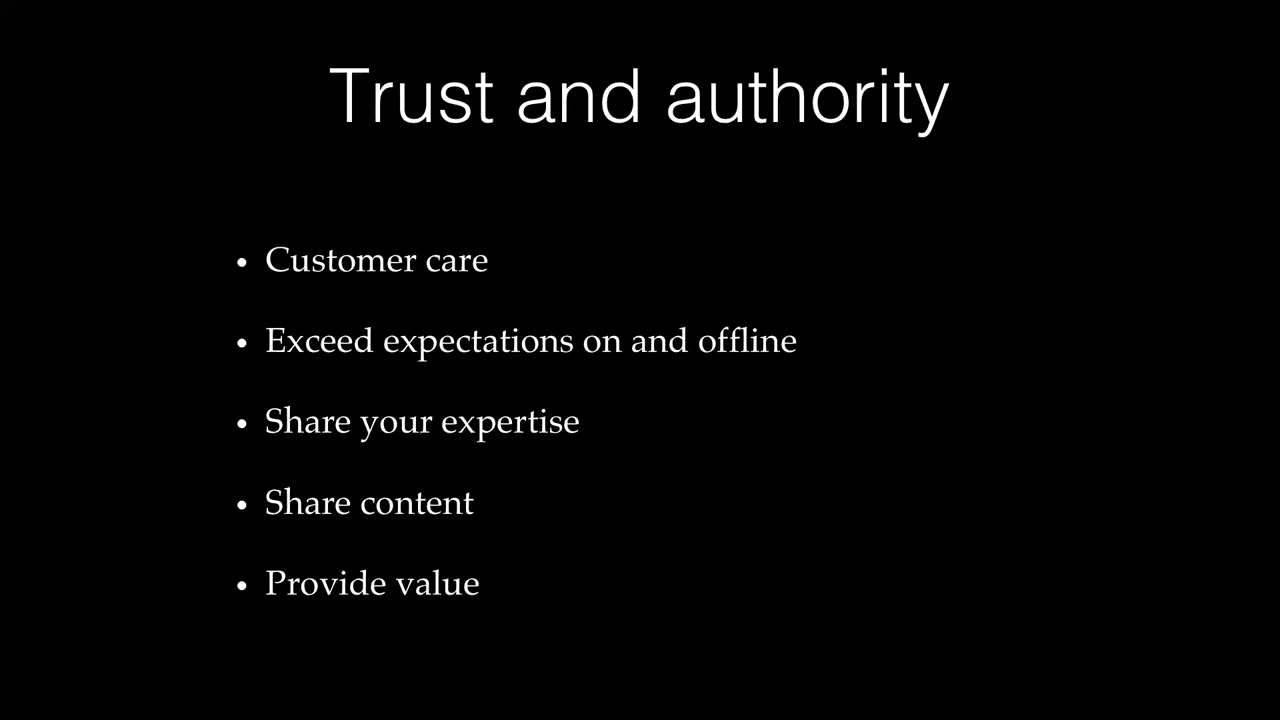 Trust and authority
• Customer care
• Exceed expectations on and offline
• Share your expertise
• Share content
• Provide value